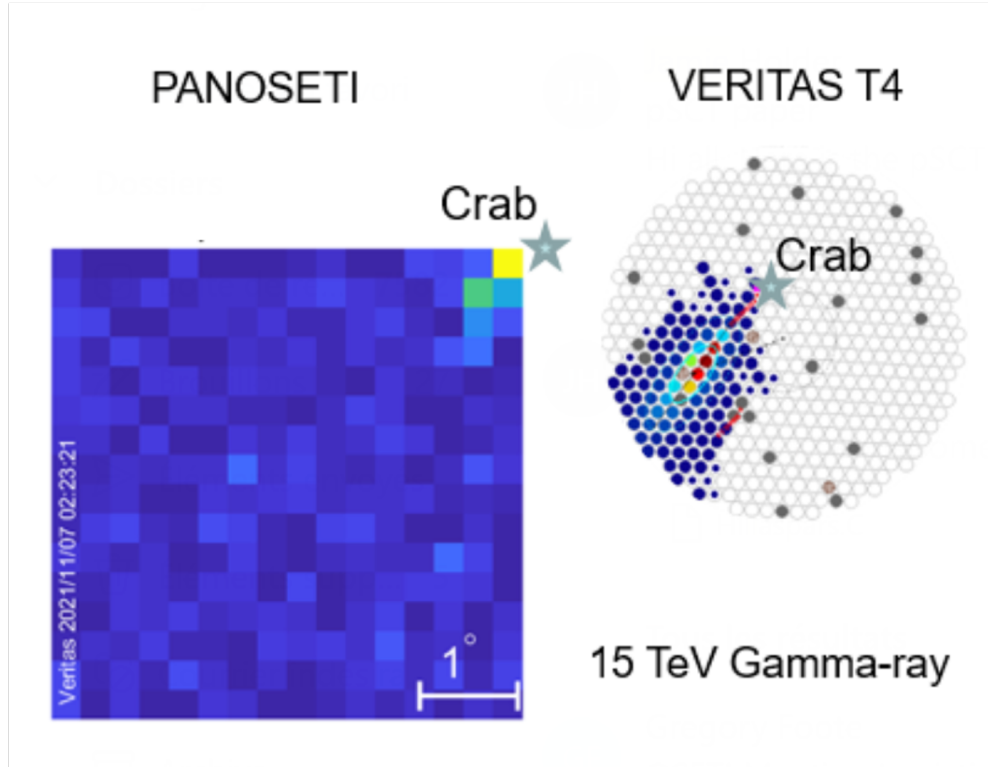 PANOSETI
VERITAS T4
Crab
Crab
Veritas 2021/11/07 02:23:21
1°
15 TeV Gamma-ray